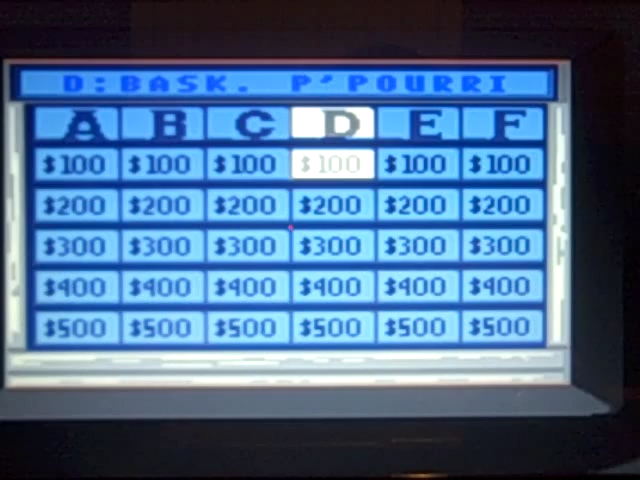 D:BASK. P'POURRI
A B C D E F
$100 $100 $100 $100 $100 $100
$200 $200 $200 $200 $200 $200
$300 $300 $300 $300 $300 $300
$400 $400 $400 $400 $400 $400
$500 $500 $500 $500 $500 $500